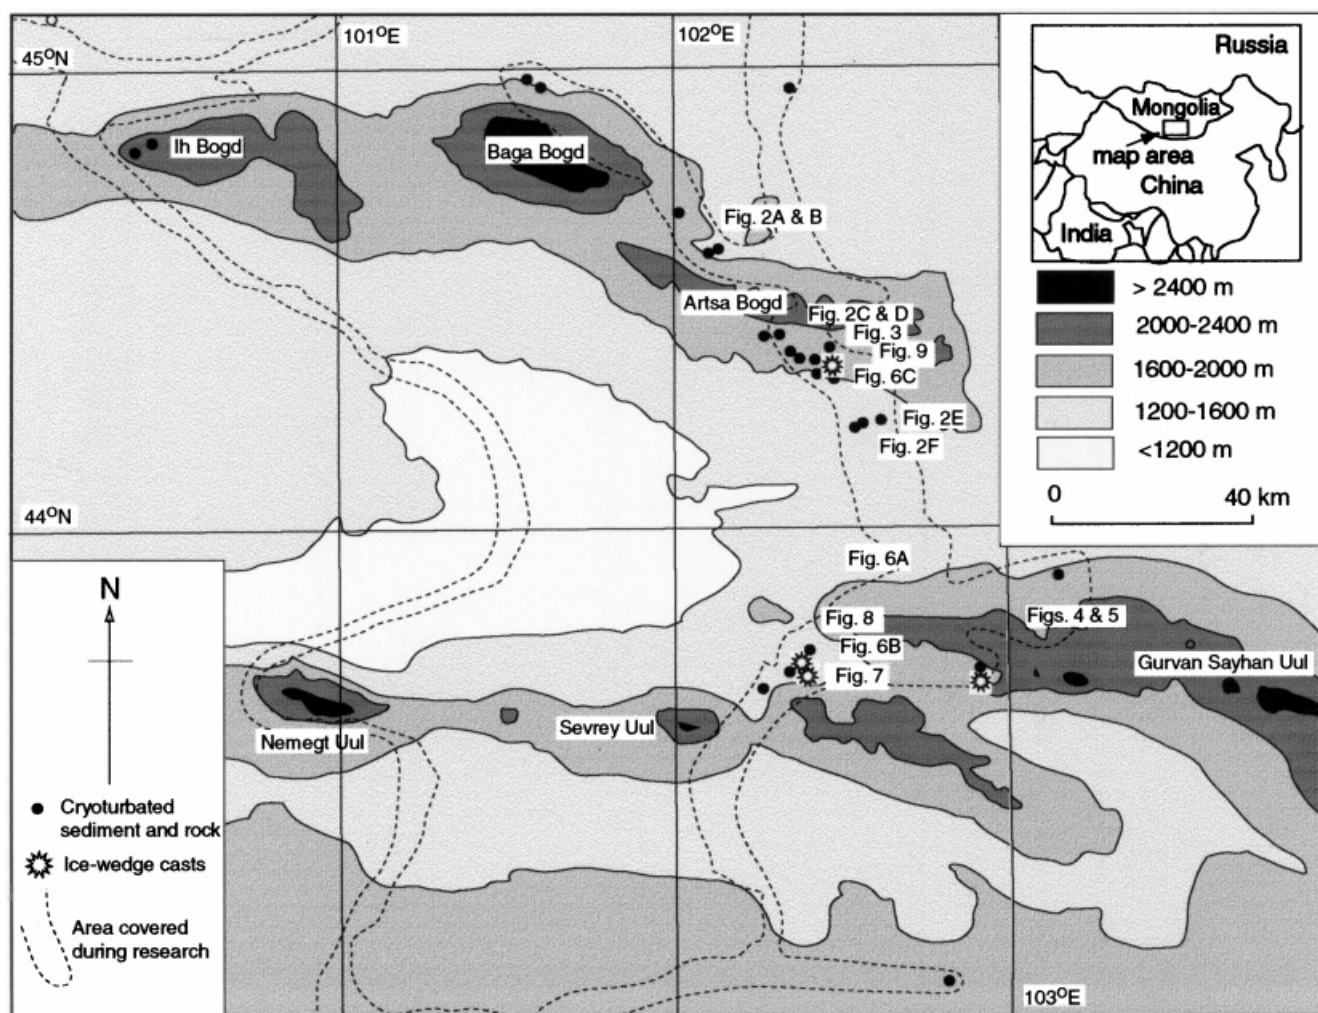 101°E
102°E
45°N
Russia
Mongolia
map area
China
India
Ih Bogd
Baga Bogd
Fig. 2A & B
Artsa Bogd
Fig. 2C & D
Fig. 3
Fig. 9
Fig. 6C
Fig. 2E
Fig. 2F
> 2400 m
2000-2400 m
1600-2000 m
1200-1600 m
<1200 m
0 40 km
44°N
N
Fig. 6A
Fig. 8
Figs. 4 & 5
Fig. 6B
Fig. 7
Gurvan Sayhan Uul
Nemegt Uul
Sevrey Uul
Cryoturbated
sediment and rock
Ice-wedge casts
Area covered
during research
103°E